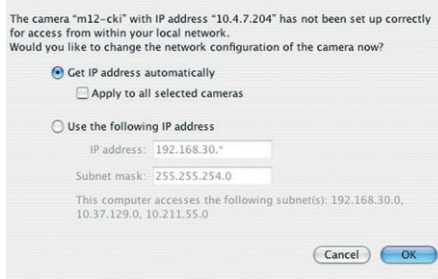 The camera “m12-cki” with IP address “10.4.7.204” has not been set up correctly
for access from within your local network.
Would you like to change the network configuration of the camera now?
Get IP address automatically
Apply to all selected cameras
Use the following IP address
IP address: 192.168.30.*
Subnet mask: 255.255.254.0
This computer accesses the following subnet(s): 192.168.30.0,
10.37.129.0, 10.211.55.0
Cancel OK